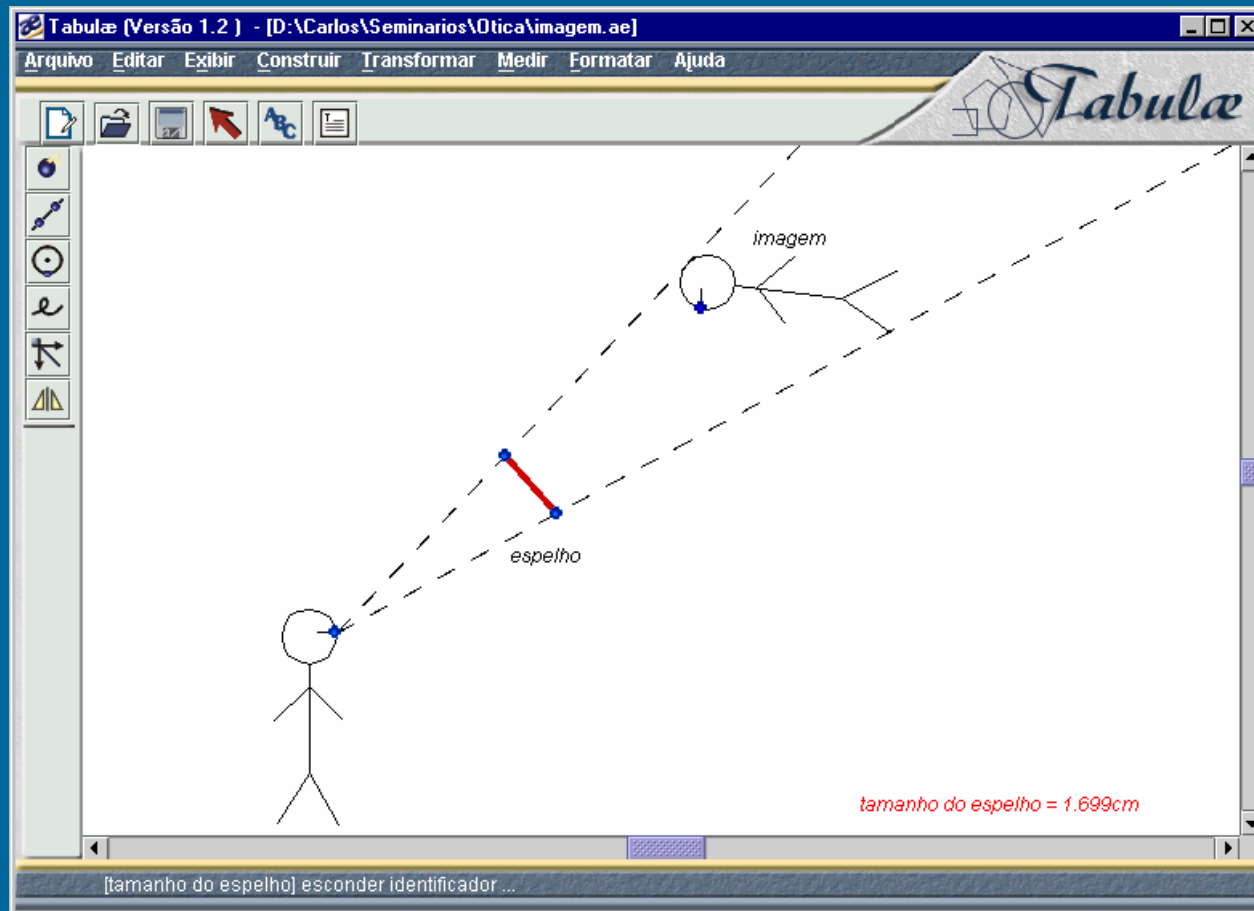 Tabulæ (Versão 1.2 ) - [D:\Carlos\Seminarios\Otica\imagem.ae]
Arquivo Editar Exibir Construir Transformar Medir Formatar Ajuda
Tabulæ
ABC
imagem
espelho
tamanho do espelho = 1.699cm
[tamanho do espelho] esconder identificador ...